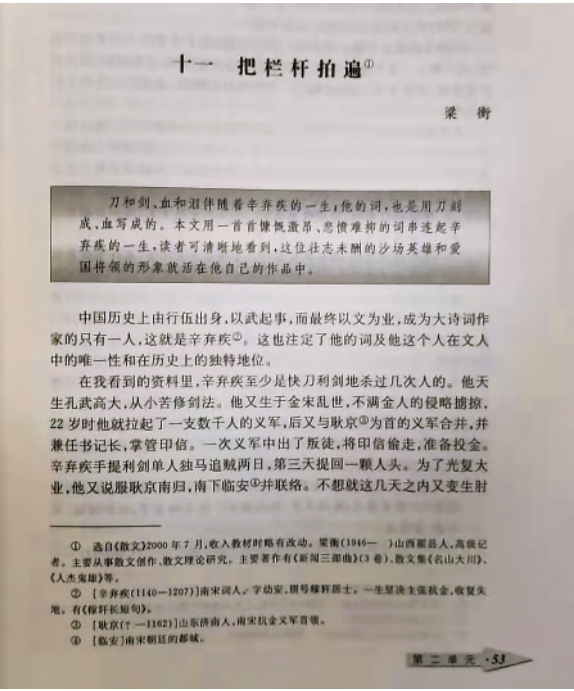 十一 把栏杆拍遍①
梁 衡
刀和剑、血和泪伴随着辛弃疾的一生;他的词,也是用刀刻
成、血写成的。本文用一首首慷慨激昂、悲愤难抑的词串连起辛
弃疾的一生,读者可清晰地看到,这位壮志未酬的沙场英雄和爱
国将领的形象就活在他自己的作品中。
中国历史上由行伍出身,以武起事,而最终以文为业,成为大诗词作
家的只有一人,这就是辛弃疾②。这也注定了他的词及他这个人在文人
中的唯一性和在历史上的独特地位。
在我看到的资料里,辛弃疾至少是快刀利剑地杀过几次人的。他天
生孔武高大,从小苦修剑法。他又生于金宋乱世,不满金人的侵略掳掠,
22岁时他就拉起了一支数千人的义军,后又与耿京③为首的义军合并,并
兼任书记长,掌管印信。一次义军中出了叛徒,将印信偷走,准备投金。
辛弃疾手提利剑单人独马追贼两日,第三天提回一颗人头。为了光复大
业,他又说服耿京南归,南下临安④并联络。不想就这几天之内又变生肘
① 选自《散文》2000年7月,收入教材时略有改动。梁衡(1946— )山西霍县人,高级记
者。主要从事散文创作、散文理论研究。主要著作有《新闻三部曲》(3卷),散文集《名山大川》、
《人杰鬼雄》等。
② [辛弃疾(1140—1207)]南宋词人,字幼安,别号稼轩居士。一生坚决主张抗金,收复失
地。有《稼轩长短句》。
③ [耿京(?—1162)]山东济南人,南宋抗金义军首领。
④ [临安]南宋朝廷的都城。
第二单元 ·53